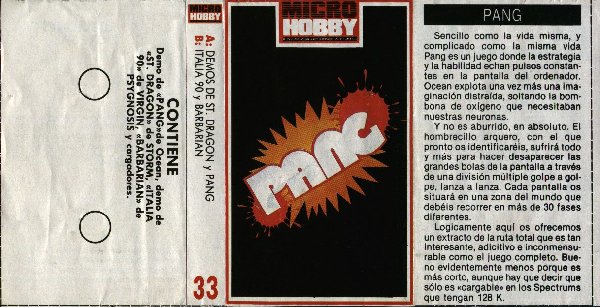 CONTIENE
Demo de «PANG»de Ocean, demo de
«ST. DRAGON» de STORM, «ITALIA
90» de VIRGIN, «BARBARIAN» de
PSYGNOSIS y cargadores.
A: DEMOS DE ST. DRAGON y PANG
B: ITALIA 90 y BARBARIAN
33
MICRO
HOBBY
PANG
PANG
Sencillo como la vida misma, y
complicado como la misma vida
Pang es un juego donde la estrategia
y la habilidad echan pulsos constan-
tes en la pantalla del ordenador.
Ocean explota una vez más una ima-
ginación distraída, soltando la bom-
bona de oxígeno que necesitaban
nuestras neuronas.
Y no es aburrido, en absoluto. El
hombrecillo arquero, con el que
pronto os identificaréis, sufrirá todo
y más para hacer desaparecer las
grandes bolas de la pantalla a través
de una división múltiple golpe a gol-
pe, lanza a lanza. Cada pantalla os
situará en una zona del mundo que
debéis recorrer en más de 30 fases
diferentes.
Logicamente aquí os ofrecemos
un extracto de la ruta total que es tan
interesante, adictivo e inconmensu-
rable como el juego completo. Bue-
no evidentemente menos porque es
más corto, aunque hay que decir que
sólo es «cargable» en los Spectrums
que tengan 128 K.